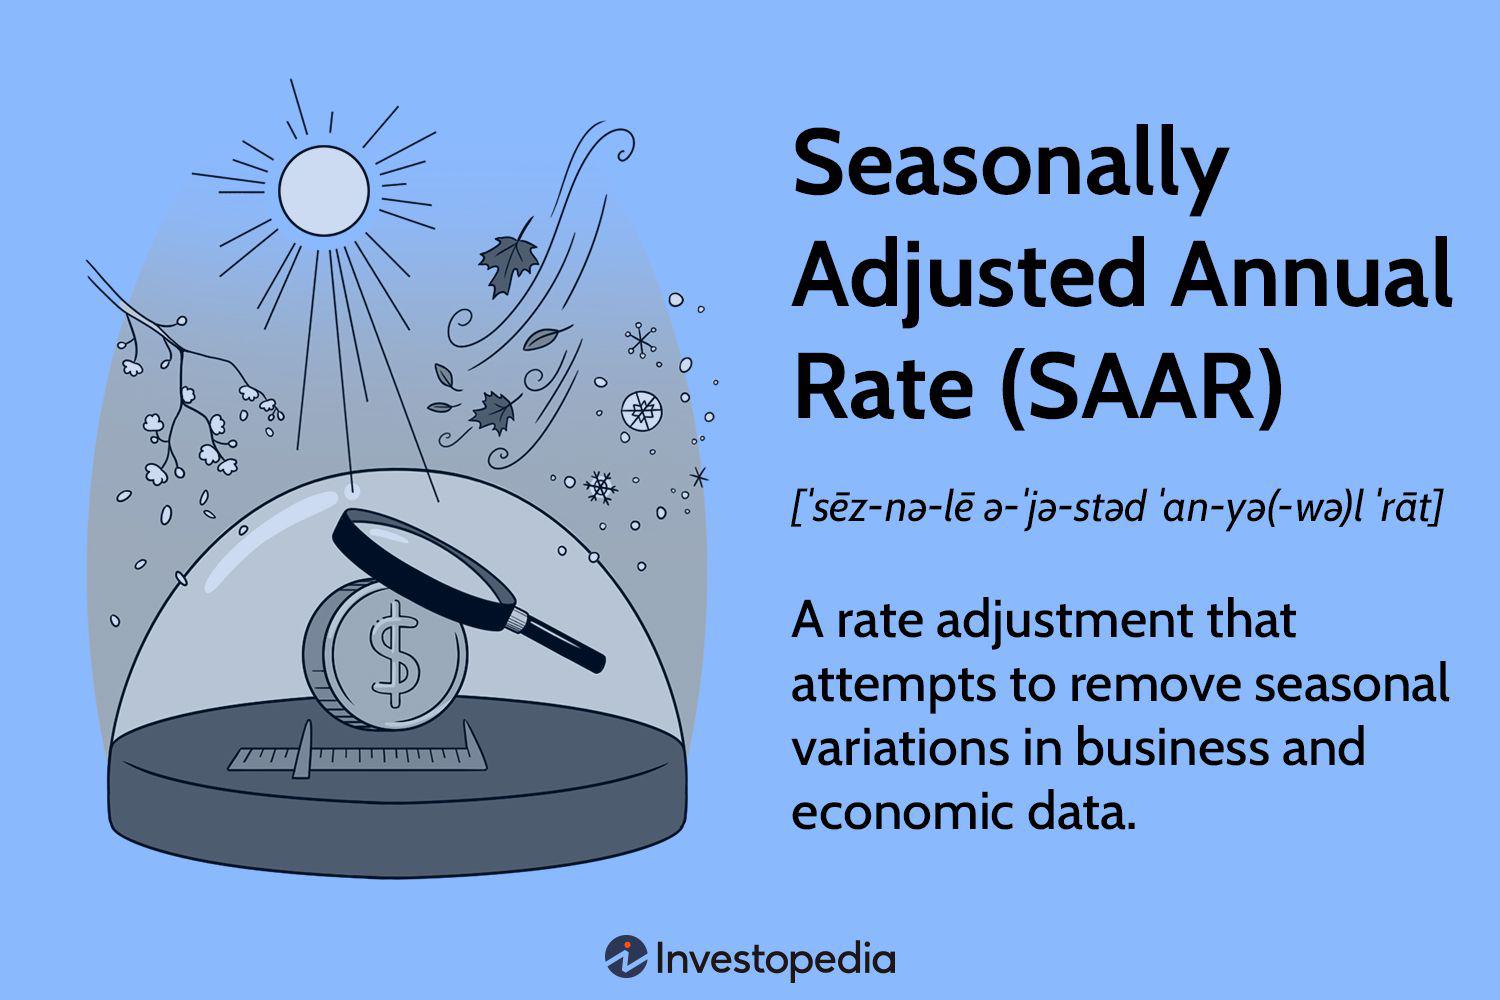 Seasonally
Adjusted Annual
Rate (SAAR)
[ˈsēz-nə-lē ə-ˈjə-stəd ˈan-yə(-wə)l ˈrāt]
A rate adjustment that
attempts to remove seasonal
variations in business and
economic data.
$
Investopedia